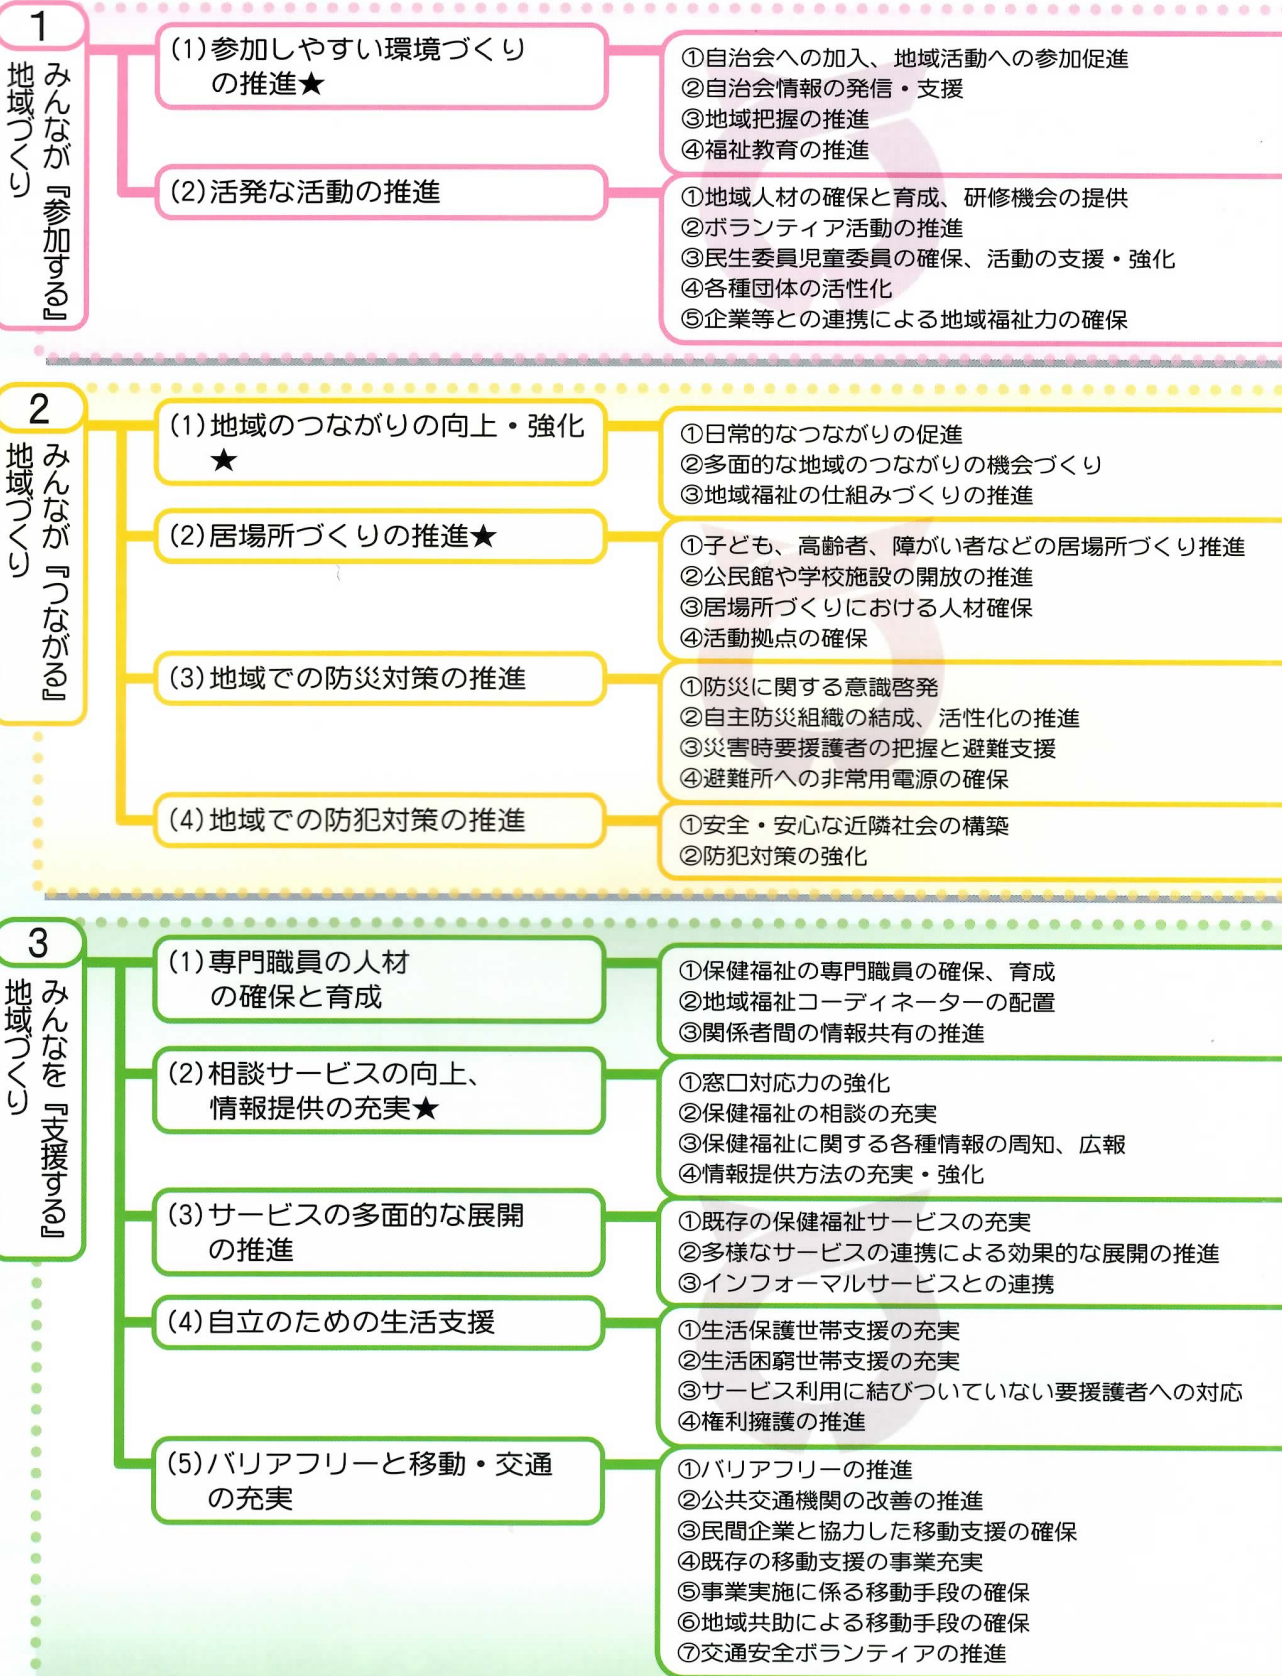 1
みんなが『参加する』
地域づくり
(1)参加しやすい環境づくり
の推進★
①自治会への加入、地域活動への参加促進
②自治会情報の発信・支援
③地域把握の推進
④福祉教育の推進
(2)活発な活動の推進
①地域人材の確保と育成、研修機会の提供
②ボランティア活動の推進
③民生委員児童委員の確保、活動の支援・強化
④各種団体の活性化
⑤企業等との連携による地域福祉力の確保
2
みんなが『つながる』
地域づくり
(1)地域のつながりの向上・強化
★
①日常的なつながりの促進
②多面的な地域のつながりの機会づくり
③地域福祉の仕組みづくりの推進
(2)居場所づくりの推進★
①子ども、高齢者、障がい者などの居場所づくり推進
②公民館や学校施設の開放の推進
③居場所づくりにおける人材確保
④活動拠点の確保
(3)地域での防災対策の推進
①防災に関する意識啓発
②自主防災組織の結成、活性化の推進
③災害時要援護者の把握と避難支援
④避難所への非常用電源の確保
(4)地域での防犯対策の推進
①安全・安心な近隣社会の構築
②防犯対策の強化
3
みんなを『支援する』
地域づくり
(1)専門職員の人材
の確保と育成
①保健福祉の専門職員の確保、育成
②地域福祉コーディネーターの配置
③関係者間の情報共有の推進
(2)相談サービスの向上、
情報提供の充実★
①窓口対応力の強化
②保健福祉の相談の充実
③保健福祉に関する各種情報の周知、広報
④情報提供方法の充実・強化
(3)サービスの多面的な展開
の推進
①既存の保健福祉サービスの充実
②多様なサービスの連携による効果的な展開の推進
③インフォーマルサービスとの連携
(4)自立のための生活支援
①生活保護世帯支援の充実
②生活困窮世帯支援の充実
③サービス利用に結びついていない要援護者への対応
④権利擁護の推進
(5)バリアフリーと移動・交通
の充実
①バリアフリーの推進
②公共交通機関の改善の推進
③民間企業と協力した移動支援の確保
④既存の移動支援の事業充実
⑤事業実施に係る移動手段の確保
⑥地域共助による移動手段の確保
⑦交通安全ボランティアの推進